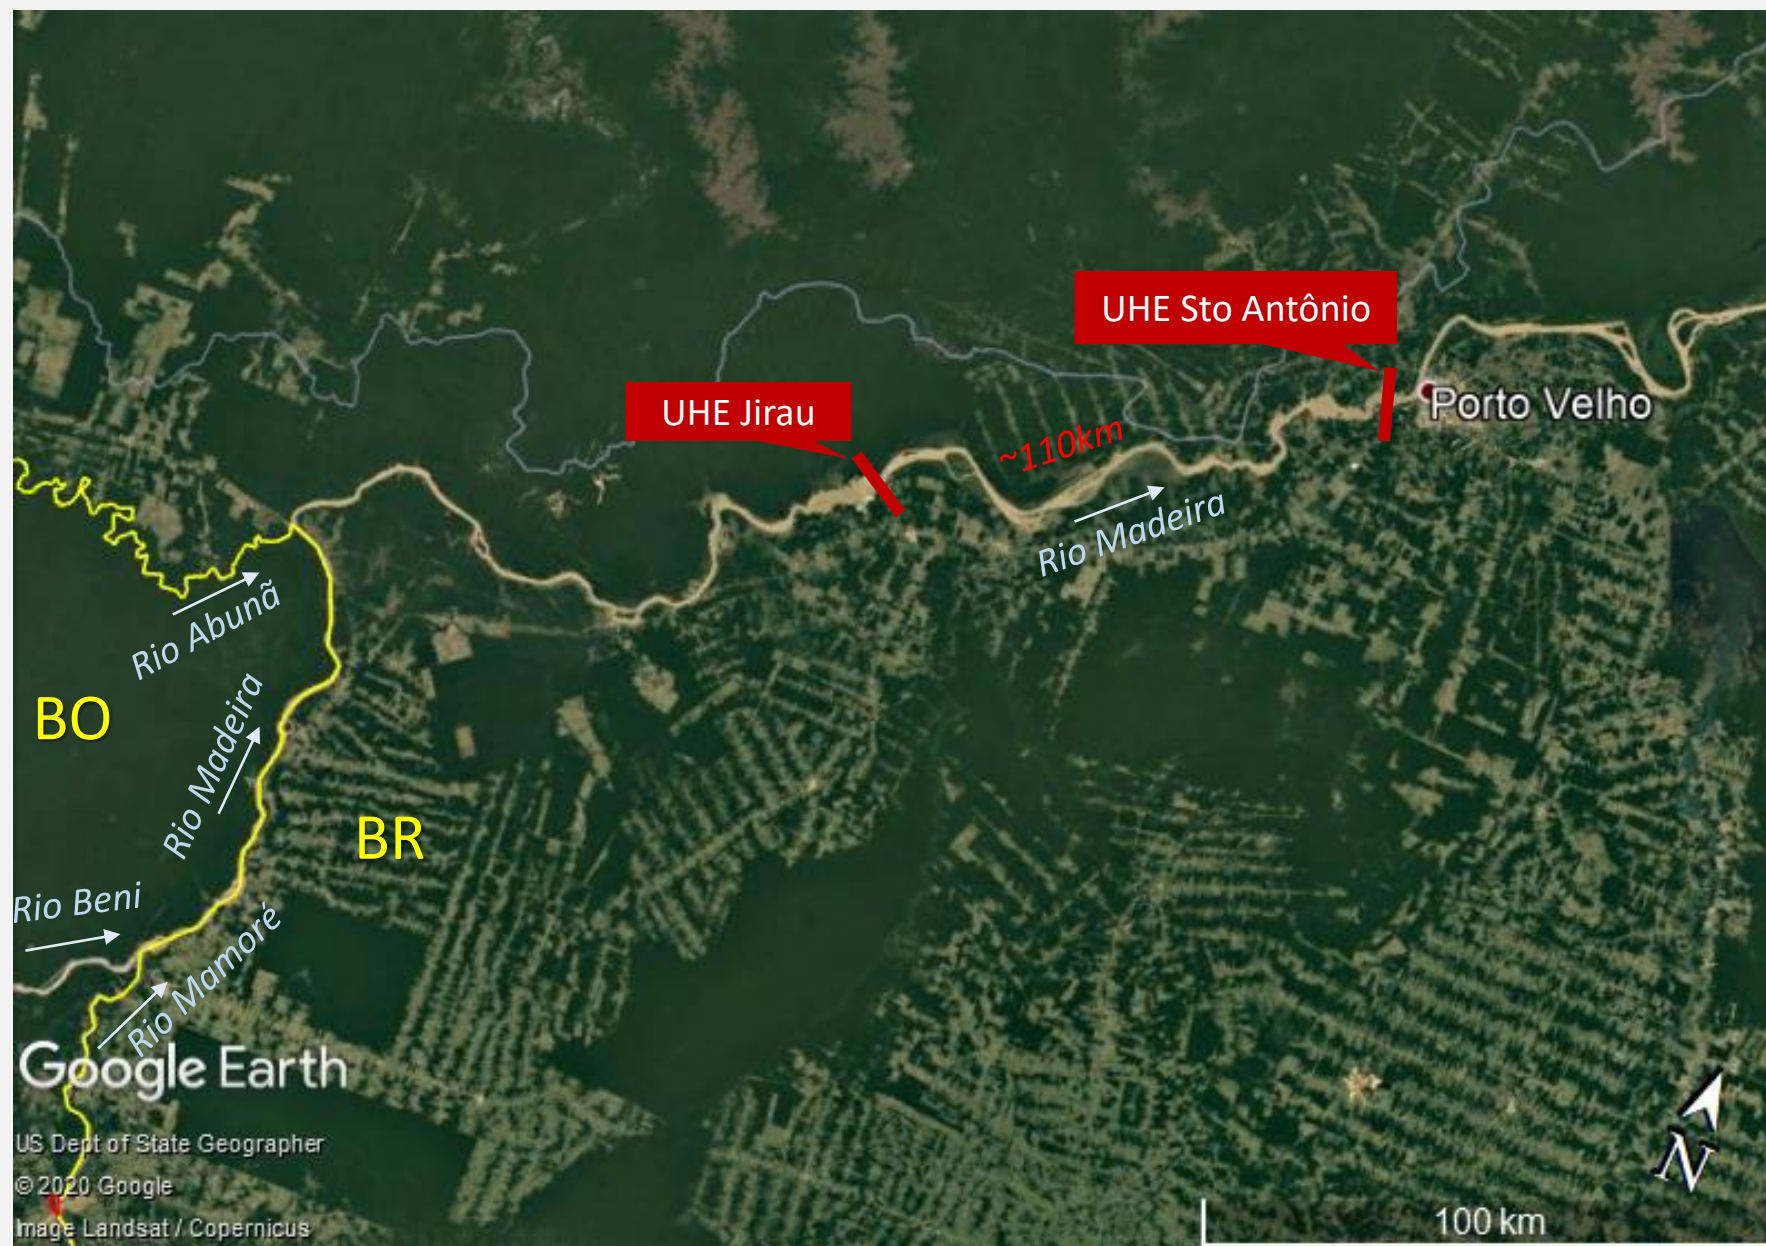 UHE Sto Antônio
UHE Jirau
Porto Velho
~110km
Rio Madeira
Rio Abunã
BO
Rio Madeira
BR
Rio Beni
Rio Mamoré
Google Earth
US Dept of State Geographer
© 2020 Google
Image Landsat / Copernicus
N
100 km